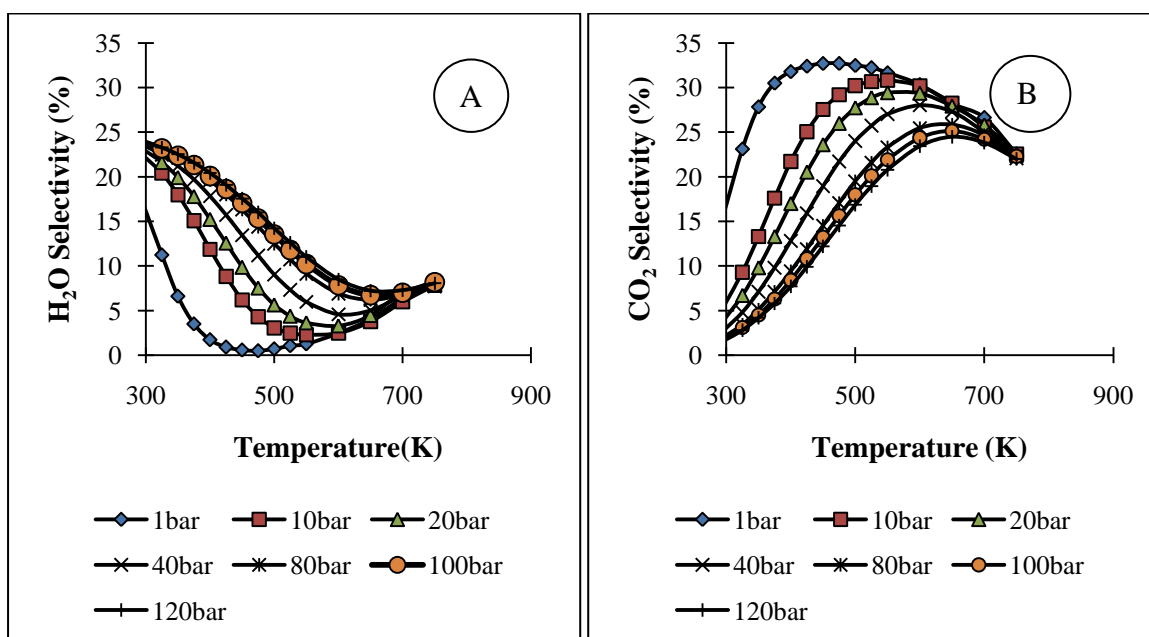 A
H₂O Selectivity (%)
35
30
25
20
15
10
5
0
300 500 700 900
Temperature(K)
1bar 10bar 20bar
40bar 80bar 100bar
120bar
B
CO₂ Selectivity (%)
35
30
25
20
15
10
5
0
300 500 700 900
Temperature (K)
1bar 10bar 20bar
40bar 80bar 100bar
120bar